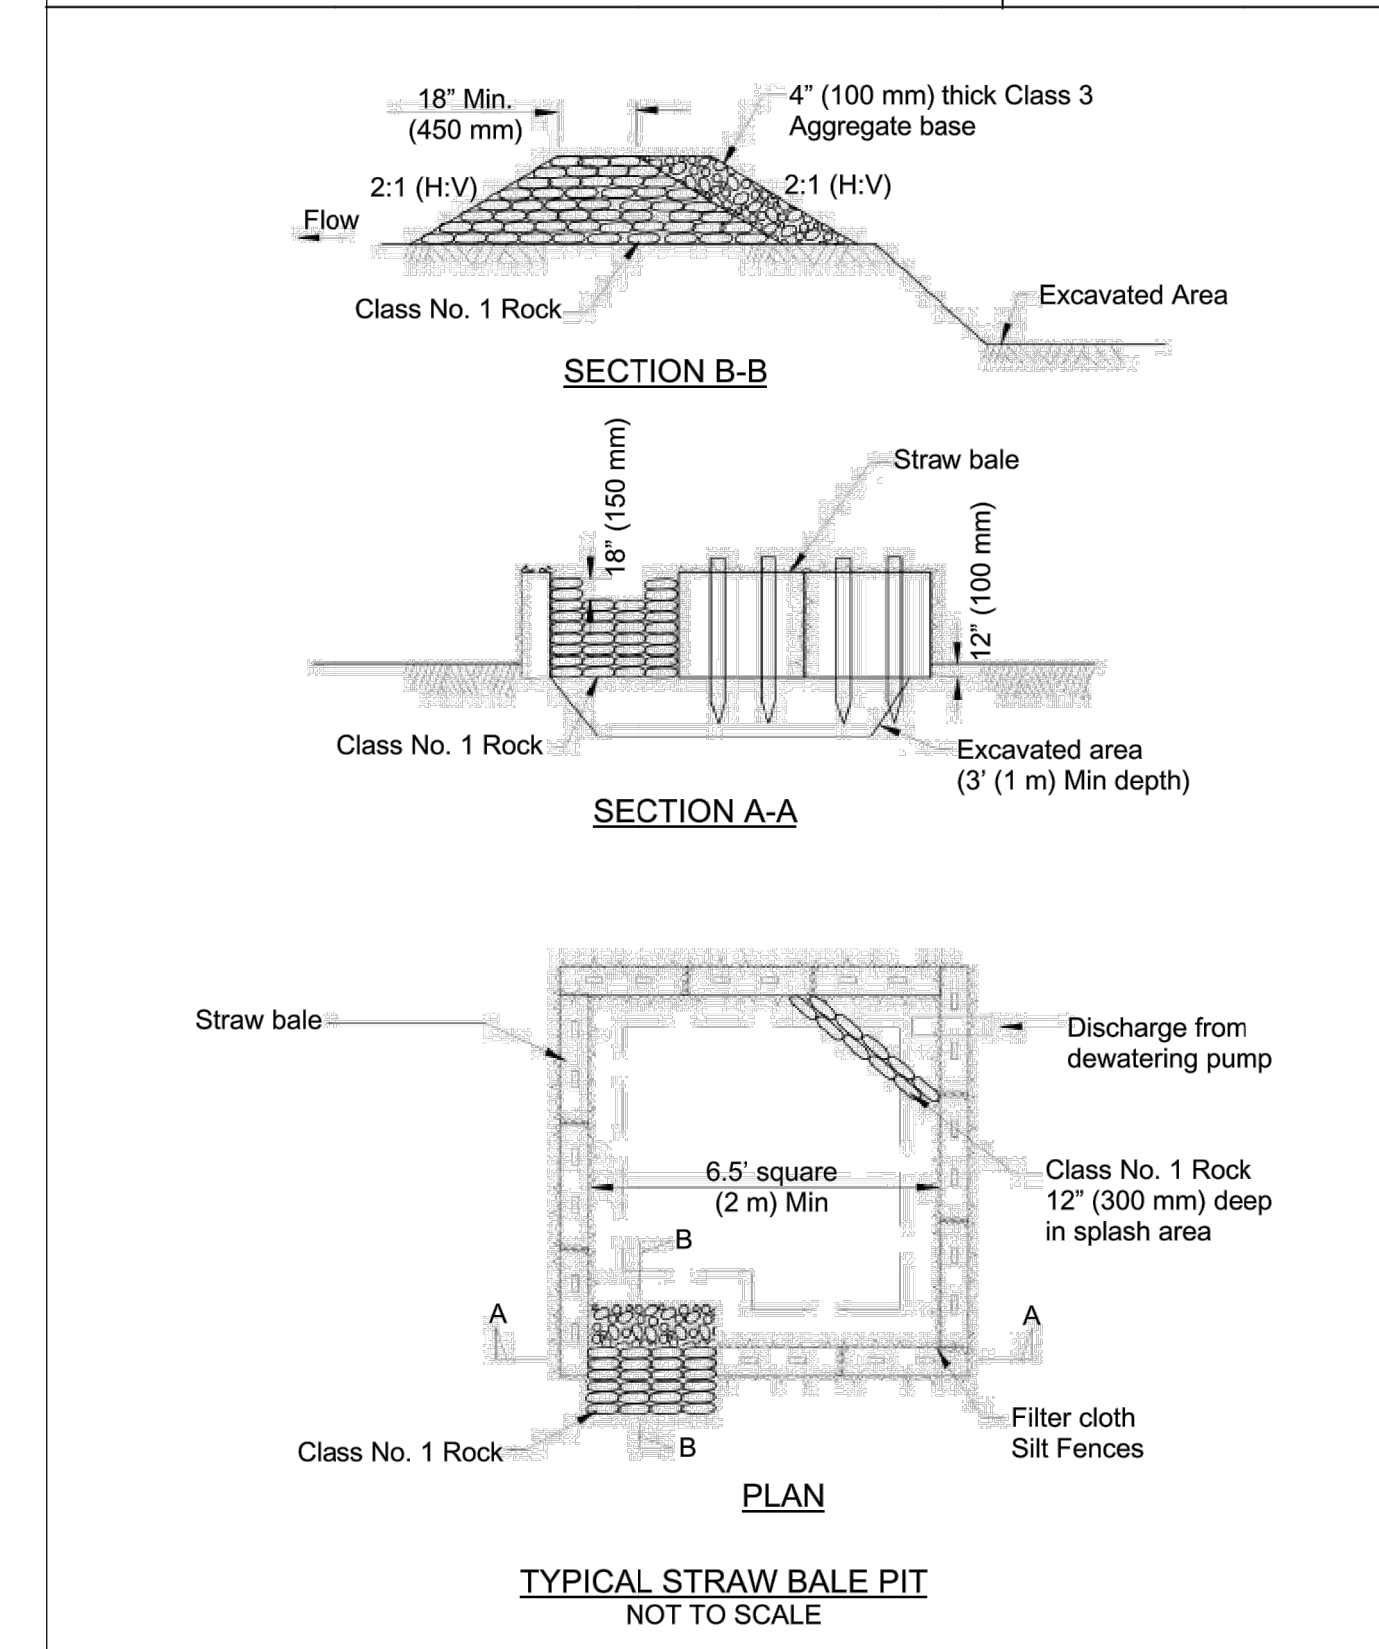 18” Min.
(450 mm)
4” (100 mm) thick Class 3
Aggregate base
2:1 (H:V)
2:1 (H:V)
Flow
Class No. 1 Rock
Excavated Area
SECTION B-B
18” (150 mm)
Straw bale
12” (100 mm)
Class No. 1 Rock
Excavated area
(3’ (1 m) Min depth)
SECTION A-A
Straw bale
Discharge from
dewatering pump
6.5’ square
(2 m) Min
Class No. 1 Rock
12” (300 mm) deep
in splash area
B
A
A
Class No. 1 Rock
B
Filter cloth
Silt Fences
PLAN
TYPICAL STRAW BALE PIT
NOT TO SCALE